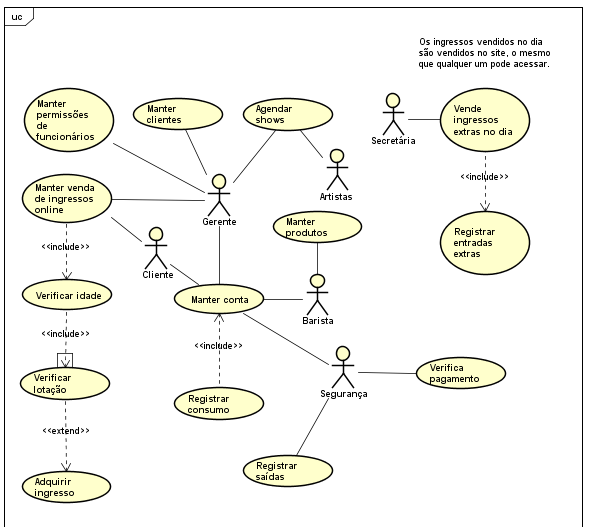 uc
Os ingressos vendidos no dia
são vendidos no site, o mesmo
que qualquer um pode acessar.
Manter
permissões
de
funcionários
Manter
clientes
Agendar
shows
Vende
ingressos
extras no dia
Secretária
<<include>>
Artistas
Manter venda
de ingressos
online
Gerente
Manter
produtos
Registrar
entradas
extras
<<include>>
Cliente
Verificar idade
Manter conta
Barista
<<include>>
<<include>>
Verificar
lotação
Verifica
pagamento
Segurança
Registrar
consumo
<<extend>>
Registrar
saídas
Adquirir
ingresso